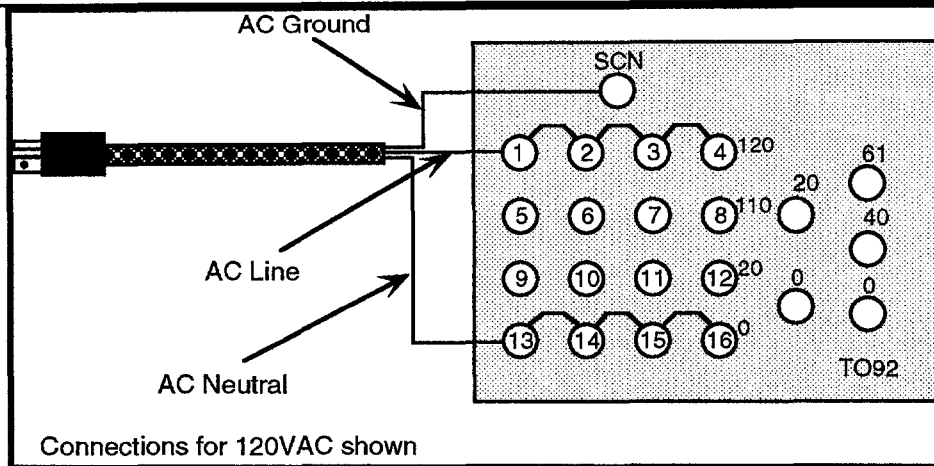 AC Ground
SCN
1 2 3 4 120
61
20
5 6 7 8 110
40
AC Line
9 10 11 12 20
0 0
13 14 15 16 0
TO92
AC Neutral
Connections for 120VAC shown